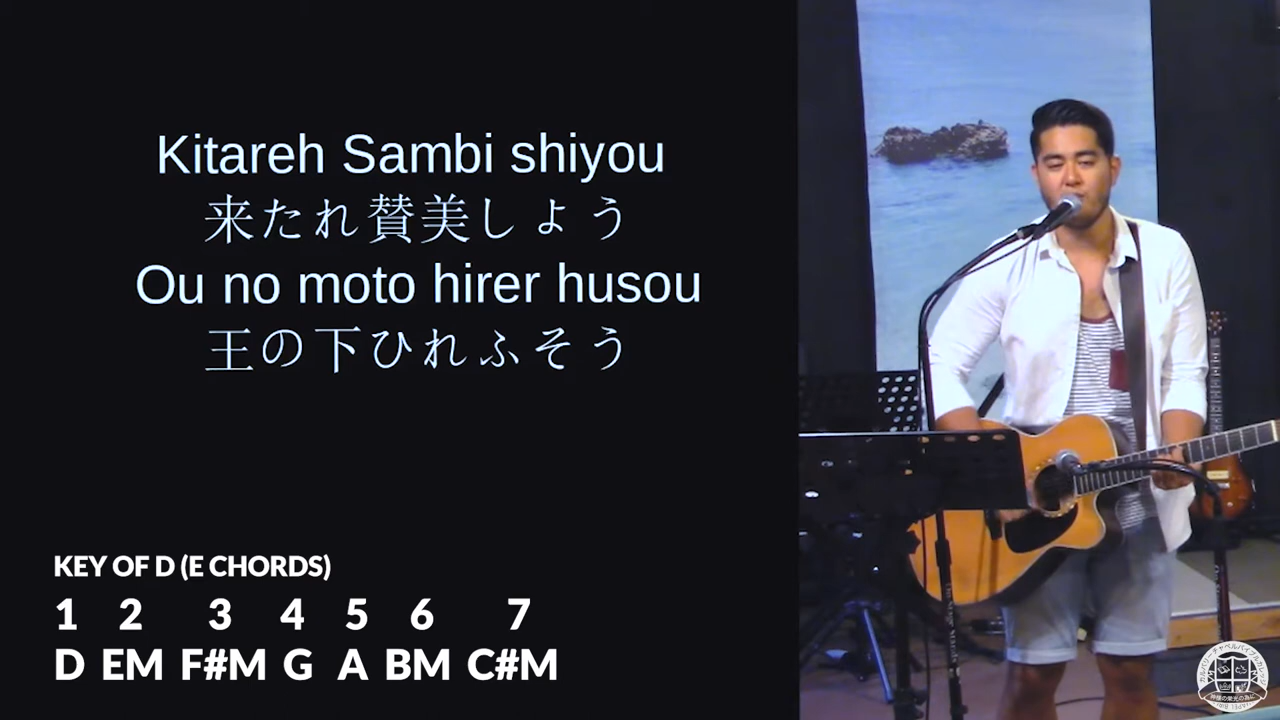 Kitareh Sambi shiyou
来たれ賛美しよう
Ou no moto hirer husou
王の下ひれふそう
KEY OF D (E CHORDS)
1 2 3 4 5 6 7
D EM F#M G A BM C#M